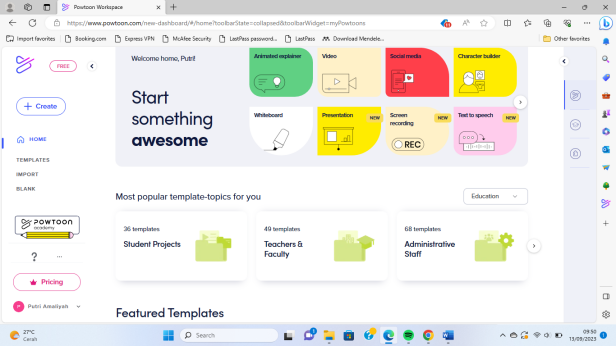 Powtoon Workspace
https://www.powtoon.com/new-dashboard/#/home?toolbarState=collapsed&toolbarWidget=myPowtoons
Import favorites
Booking.com
Express VPN
McAfee Security
LastPass password...
LastPass
Download Mendele...
Other favorites
FREE
+ Create
HOME
TEMPLATES
IMPORT
BLANK
POWTOON
academy
?
...
Pricing
P
Putri Amaliyah
Welcome home, Putri!
Start
something
awesome
Animated explainer
Video
Social media
Character builder
Whiteboard
Presentation
NEW
Screen
recording
NEW
REC
Text to speech
NEW
Most popular template-topics for you
Education
36 templates
Student Projects
49 templates
Teachers &
Faculty
68 templates
Administrative
Staff
Featured Templates
27°C
Cerah
Search
09:50
13/09/2023